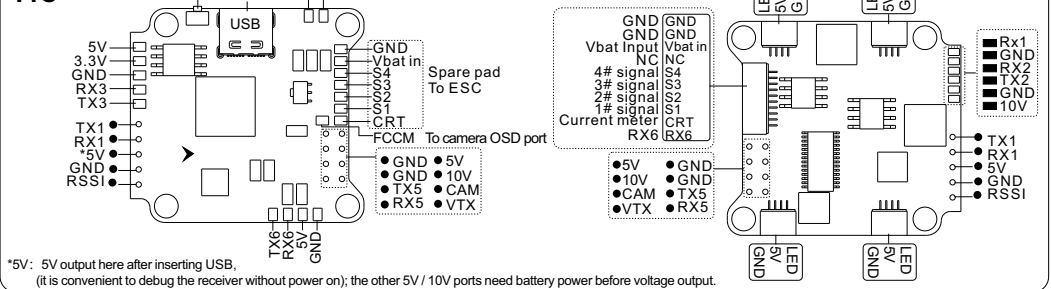 USB
5V
3.3V
GND
RX3
TX3
TX1
RX1
*5V
GND
RSSI
GND
Vbat in
S4
S3
S2
S1
CRT
Spare pad
To ESC
FCCM
To camera OSD port
GND 5V
GND 10V
TX5 CAM
RX5 VTX
TX6
RX6
5V
GND
GND GND
GND GND
Vbat Input Vbat in
NC NC
4# signal S4
3# signal S3
2# signal S2
1# signal S1
Current meter CRT
RX6 RX6
5V GND
10V GND
CAM TX5
VTX RX5
5V
5V
Rx1
GND
RX2
TX2
GND
10V
TX1
RX1
5V
GND
RSSI
LED
5V
GND
LED
5V
GND
*5V: 5V output here after inserting USB,
(it is convenient to debug the receiver without power on); the other 5V / 10V ports need battery power before voltage output.